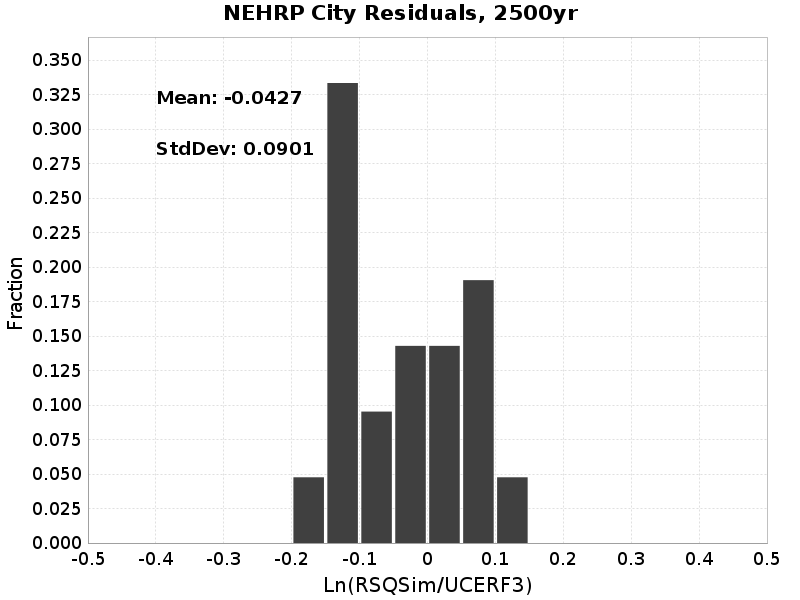 NEHRP City Residuals, 2500yr
0.350
0.325
0.300
0.275
0.250
0.225
0.200
0.175
0.150
0.125
0.100
0.075
0.050
0.025
0.000
Fraction
Mean: -0.0427
StdDev: 0.0901
-0.5 -0.4 -0.3 -0.2 -0.1 0 0.1 0.2 0.3 0.4 0.5
Ln(RSQSim/UCERF3)